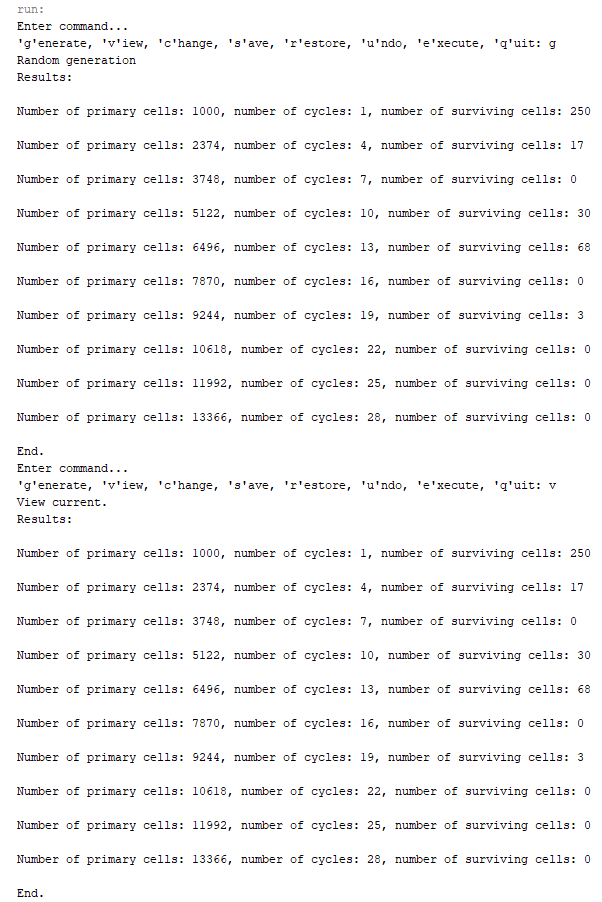 run:
Enter command...
'g'enerate, 'v'iew, 'c'hange, 's'ave, 'r'estore, 'u'ndo, 'e'xecute, 'q'uit: g
Random generation
Results:
Number of primary cells: 1000, number of cycles: 1, number of surviving cells: 250
Number of primary cells: 2374, number of cycles: 4, number of surviving cells: 17
Number of primary cells: 3748, number of cycles: 7, number of surviving cells: 0
Number of primary cells: 5122, number of cycles: 10, number of surviving cells: 30
Number of primary cells: 6496, number of cycles: 13, number of surviving cells: 68
Number of primary cells: 7870, number of cycles: 16, number of surviving cells: 0
Number of primary cells: 9244, number of cycles: 19, number of surviving cells: 3
Number of primary cells: 10618, number of cycles: 22, number of surviving cells: 0
Number of primary cells: 11992, number of cycles: 25, number of surviving cells: 0
Number of primary cells: 13366, number of cycles: 28, number of surviving cells: 0
End.
Enter command...
'g'enerate, 'v'iew, 'c'hange, 's'ave, 'r'estore, 'u'ndo, 'e'xecute, 'q'uit: v
View current.
Results:
Number of primary cells: 1000, number of cycles: 1, number of surviving cells: 250
Number of primary cells: 2374, number of cycles: 4, number of surviving cells: 17
Number of primary cells: 3748, number of cycles: 7, number of surviving cells: 0
Number of primary cells: 5122, number of cycles: 10, number of surviving cells: 30
Number of primary cells: 6496, number of cycles: 13, number of surviving cells: 68
Number of primary cells: 7870, number of cycles: 16, number of surviving cells: 0
Number of primary cells: 9244, number of cycles: 19, number of surviving cells: 3
Number of primary cells: 10618, number of cycles: 22, number of surviving cells: 0
Number of primary cells: 11992, number of cycles: 25, number of surviving cells: 0
Number of primary cells: 13366, number of cycles: 28, number of surviving cells: 0
End.